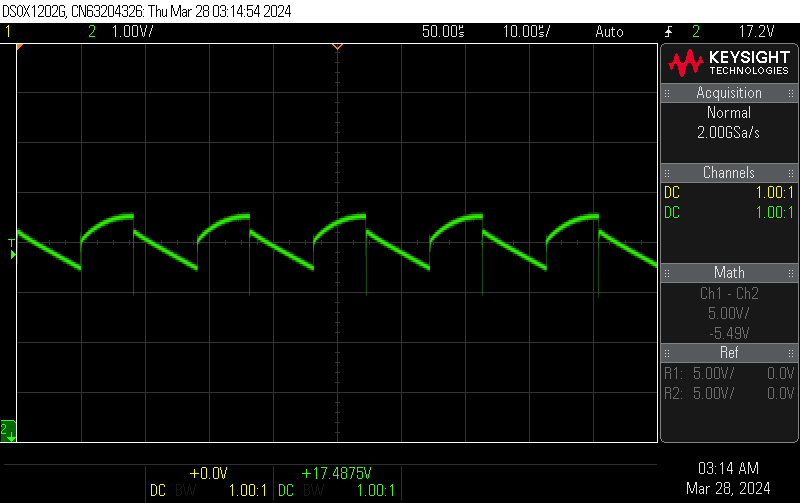 DSOX1202G, CN63204326: Thu Mar 28 03:14:54 2024
1 2 1.00V/ 50.00s 10.00s/ Auto 2 17.2V
KEYSIGHT
TECHNOLOGIES
Acquisition
Normal
2.00GSa/s
Channels
DC 1.00:1
DC 1.00:1
T
Math
Ch1 - Ch2
5.00V/
-5.49V
Ref
R1: 5.00V/ 0.0V
R2: 5.00V/ 0.0V
2
+0.0V +17.4875V
DC BW 1.00:1 DC BW 1.00:1
03:14 AM
Mar 28, 2024